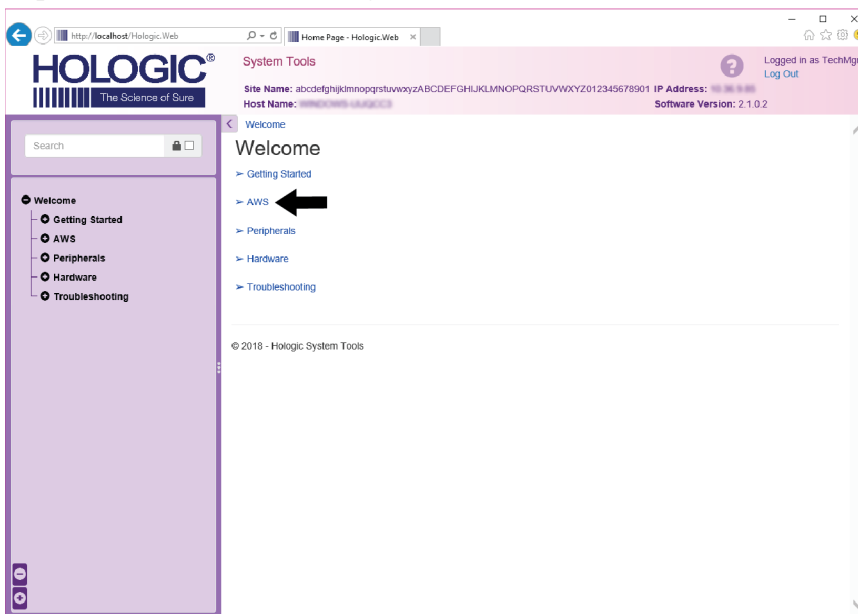 http://localhost/Hologic.Web
Home Page - Hologic.Web
HOLOGIC®
The Science of Sure
System Tools
Logged in as TechMgr
Log Out
Site Name: abcdefghijklmnopqrstuvwxyzABCDEFGHIJKLMNOPQRSTUVWXYZ012345678901 IP Address:
Host Name: Software Version: 2.1.0.2
Welcome
Search
Welcome
Getting Started
AWS
Peripherals
Hardware
Troubleshooting
Welcome
Getting Started
AWS
Peripherals
Hardware
Troubleshooting
© 2018 - Hologic System Tools